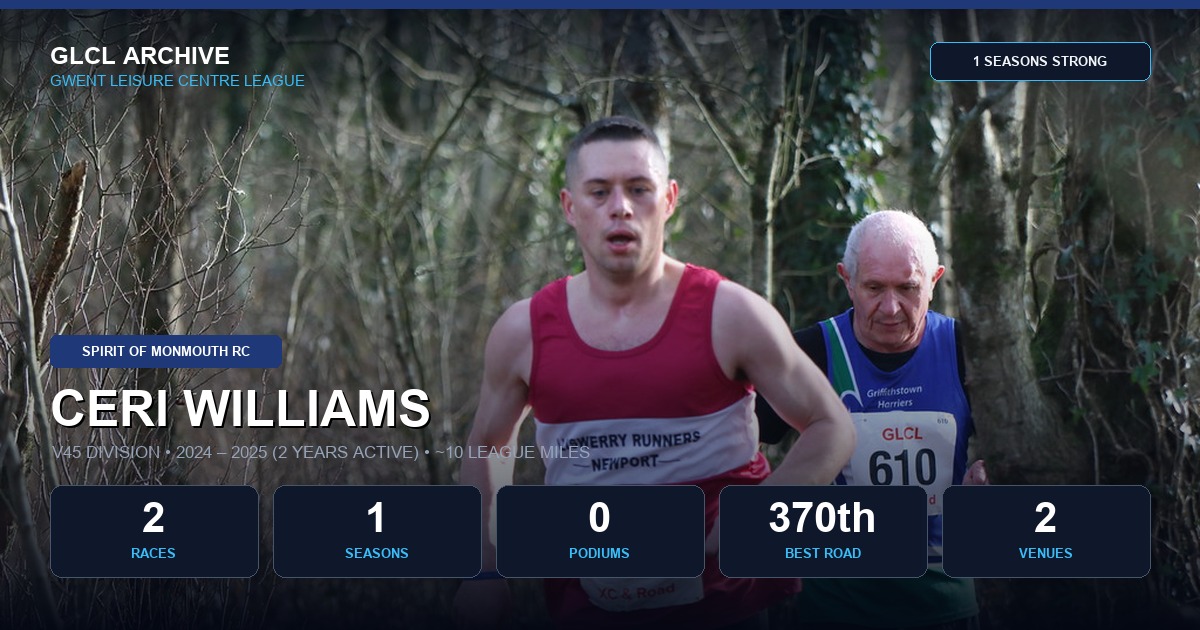 GLCL ARCHIVE
GWENT LEISURE CENTRE LEAGUE
1 SEASONS STRONG
SPIRIT OF MONMOUTH RC
CERI WILLIAMS
V45 DIVISION • 2024 – 2025 (2 YEARS ACTIVE) • ~10 LEAGUE MILES
RUNNERS
NEWPORT
Griffithstown
Harriers
GLCL
610
610
2
RACES
1
SEASONS
0
PODIUMS
370th
BEST ROAD
2
VENUES
XC & Road